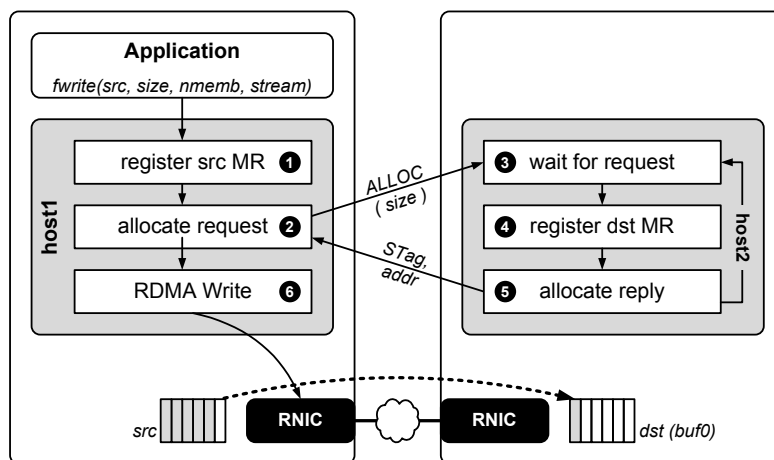 Application
fwrite(src, size, nmemb, stream)
host1
register src MR 1
allocate request 2
RDMA Write 6
ALLOC
( size )
STag,
addr
3 wait for request
4 register dst MR
5 allocate reply
host2
src
RNIC
RNIC
dst (buf0)